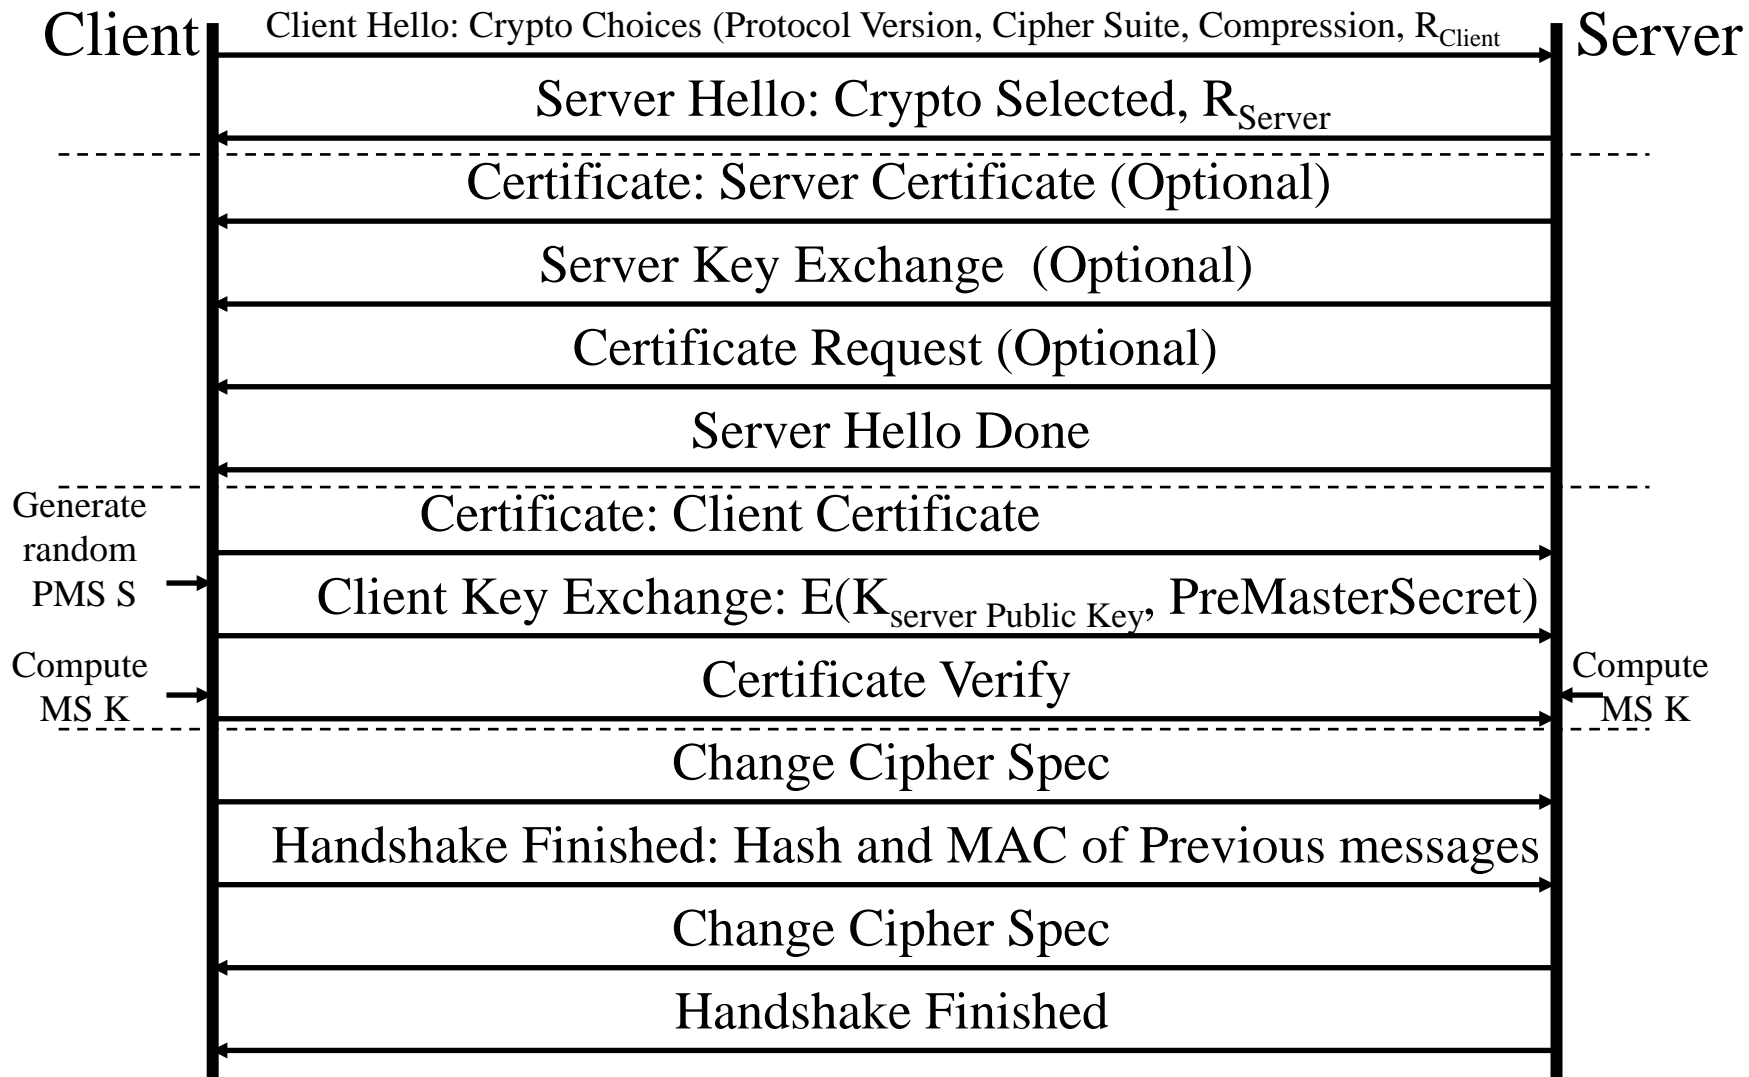 Client
Client Hello: Crypto Choices (Protocol Version, Cipher Suite, Compression, RClient
Server
Server Hello: Crypto Selected, RServer
Certificate: Server Certificate (Optional)
Server Key Exchange (Optional)
Certificate Request (Optional)
Server Hello Done
Generate
random
PMS S
Certificate: Client Certificate
Client Key Exchange: E(Kserver Public Key, PreMasterSecret)
Compute
MS K
Certificate Verify
Compute
MS K
Change Cipher Spec
Handshake Finished: Hash and MAC of Previous messages
Change Cipher Spec
Handshake Finished